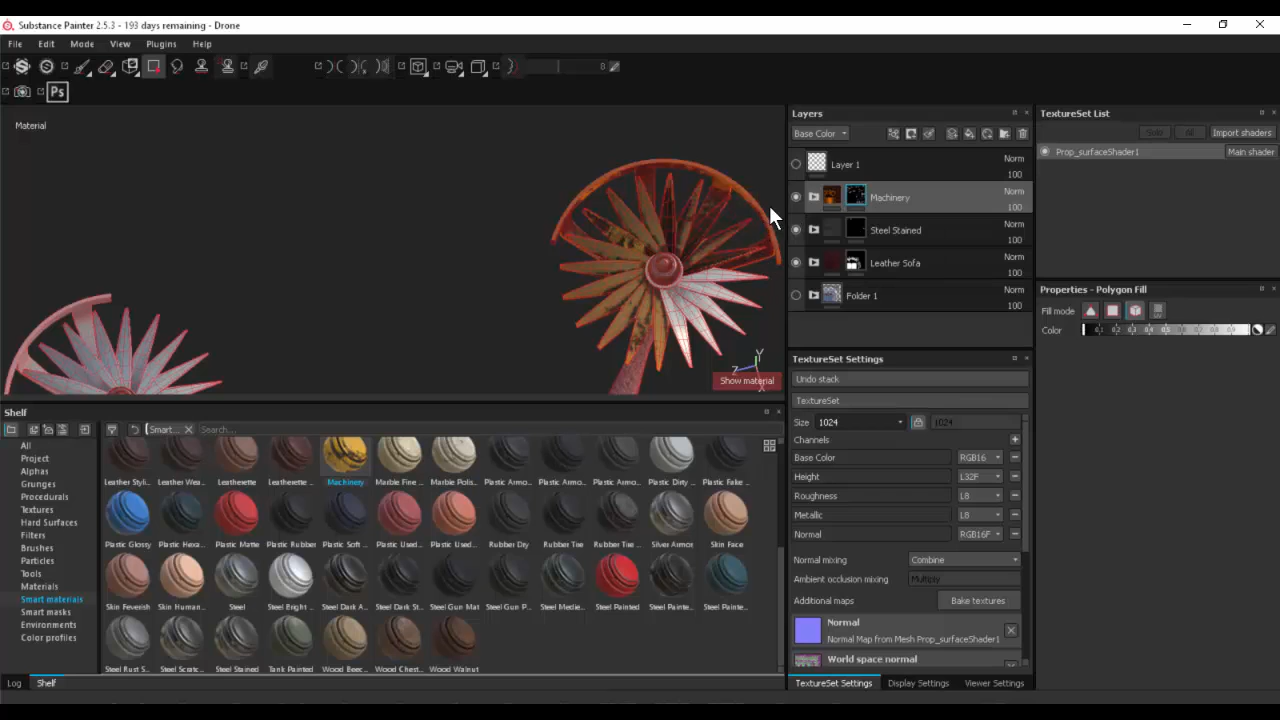 Substance Painter 2.5.3 - 193 days remaining - Drone
File Edit Mode View Plugins Help
8
Ps
Material
Y
Z
X
Show material
Layers
Base Color
Layer 1 Norm 100
Machinery Norm 100
Steel Stained Norm 100
Leather Sofa Norm 100
Folder 1 Norm 100
TextureSet Settings
Undo stack
TextureSet
Size 1024 1024
Channels
Base Color RGB16
Height L32F
Roughness L8
Metallic L8
Normal RGB16F
Normal mixing Combine
Ambient occlusion mixing Multiply
Additional maps Bake textures
Normal
Normal Map from Mesh Prop_surfaceShader1
World space normal
TextureSet Settings Display Settings Viewer Settings
TextureSet List
Solo All Import shaders
Prop_surfaceShader1 Main shader
Properties - Polygon Fill
Fill mode
Color
Shelf
Smart... Search...
All
Project
Alphas
Grunges
Procedurals
Textures
Hard Surfaces
Filters
Brushes
Particles
Tools
Materials
Smart materials
Smart masks
Environments
Color profiles
Leather Styli... Leather Wea... Leatherette Leatherette ... Machinery Marble Fine ... Marble Polis... Plastic Armo... Plastic Armo... Plastic Armo... Plastic Dirty ... Plastic Fake ...
Plastic Glossy Plastic Hexa... Plastic Matte Plastic Rubber Plastic Soft ... Plastic Used... Plastic Used... Rubber Dry Rubber Tire Rubber Tire ... Silver Armor Skin Face
Skin Feverish Skin Human... Steel Steel Bright ... Steel Dark A... Steel Dark St... Steel Gun Mat Steel Gun P... Steel Medie... Steel Painted Steel Painte... Steel Painte...
Steel Rust S... Steel Scratc... Steel Stained Tank Painted Wood Beec... Wood Chest... Wood Walnut
Log Shelf